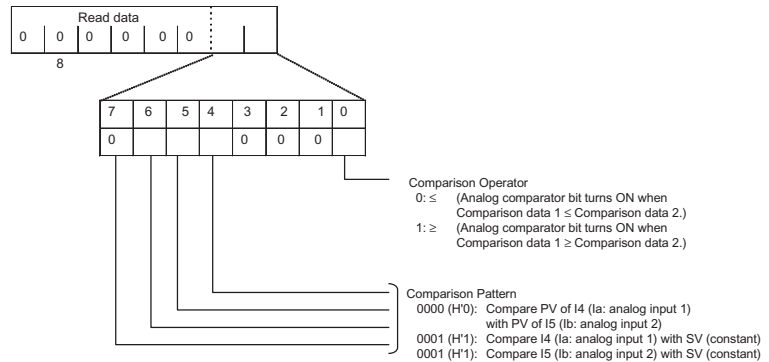 Read data
0 0 0 0 0 0
8
7 6 5 4 3 2 1 0
0 0 0 0
Comparison Operator
0: ≤ (Analog comparator bit turns ON when
Comparison data 1 ≤ Comparison data 2.)
1: ≥ (Analog comparator bit turns ON when
Comparison data 1 ≥ Comparison data 2.)
Comparison Pattern
0000 (H'0): Compare PV of I4 (Ia: analog input 1)
with PV of I5 (Ib: analog input 2)
0001 (H'1): Compare I4 (Ia: analog input 1) with SV (constant)
0001 (H'1): Compare I5 (Ib: analog input 2) with SV (constant)